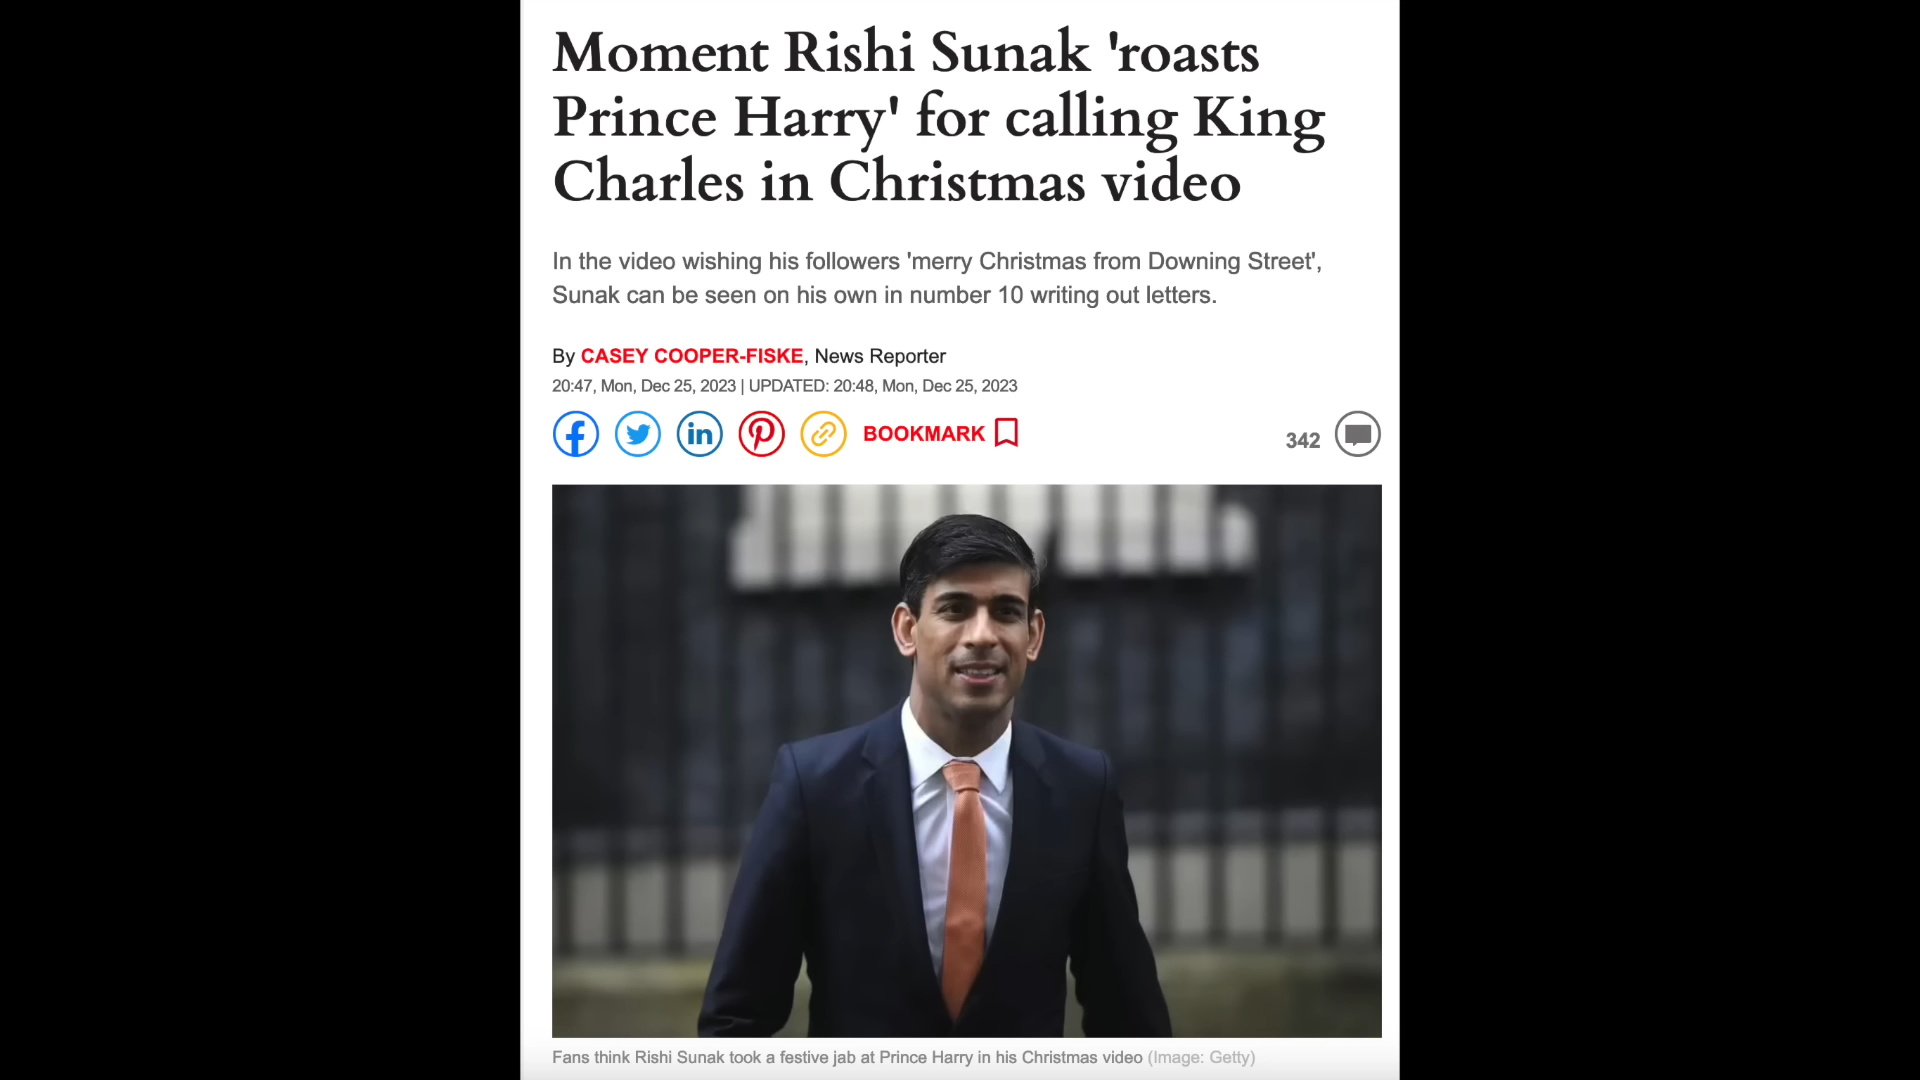 Moment Rishi Sunak 'roasts
Prince Harry' for calling King
Charles in Christmas video
In the video wishing his followers 'merry Christmas from Downing Street',
Sunak can be seen on his own in number 10 writing out letters.
By CASEY COOPER-FISKE, News Reporter
20:47, Mon, Dec 25, 2023 | UPDATED: 20:48, Mon, Dec 25, 2023
in BOOKMARK 342
Fans think Rishi Sunak took a festive jab at Prince Harry in his Christmas video (Image: Getty)